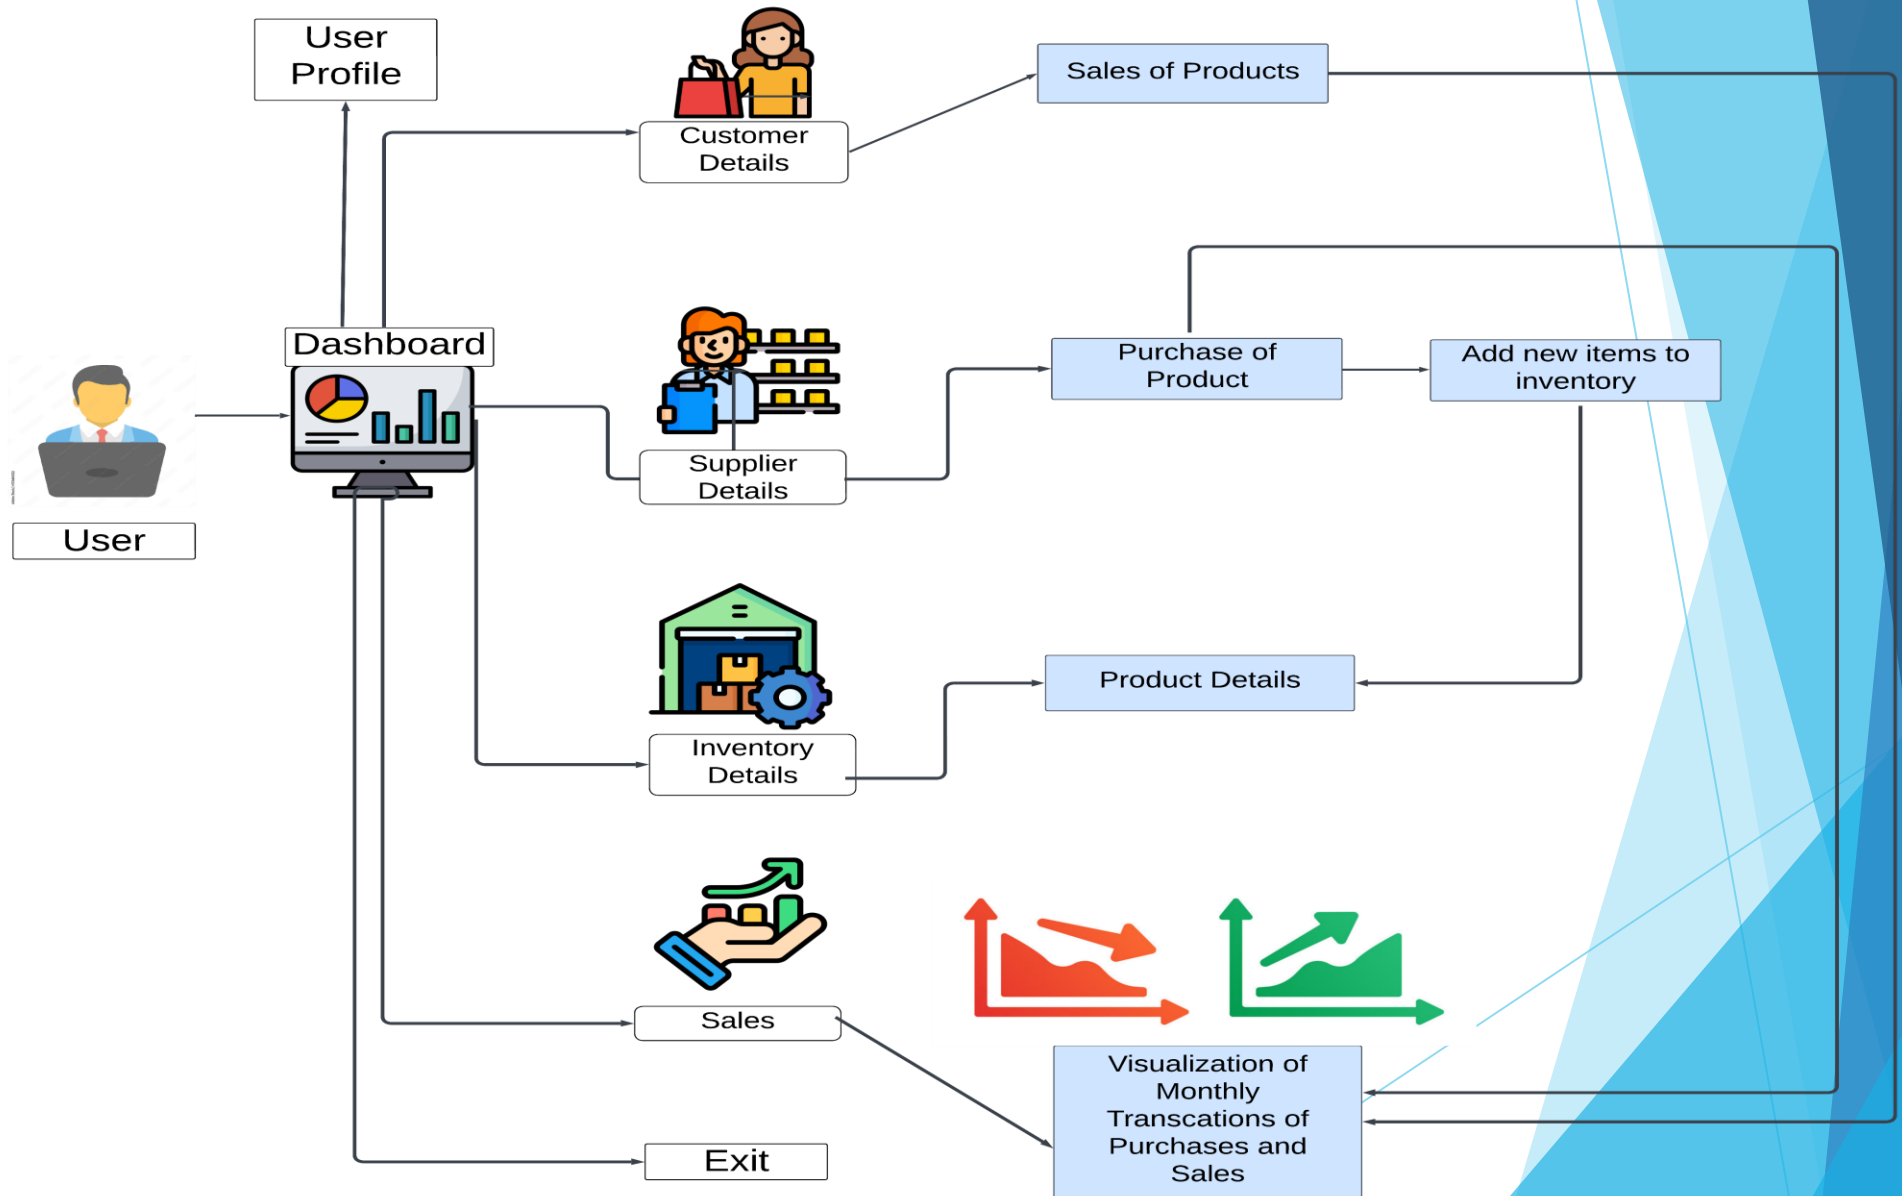 User
Profile
Customer
Details
Sales of Products
Dashboard
Purchase of
Product
Add new items to
inventory
Supplier
Details
User
Product Details
Inventory
Details
Sales
Visualization of
Monthly
Transcations of
Purchases and
Sales
Exit